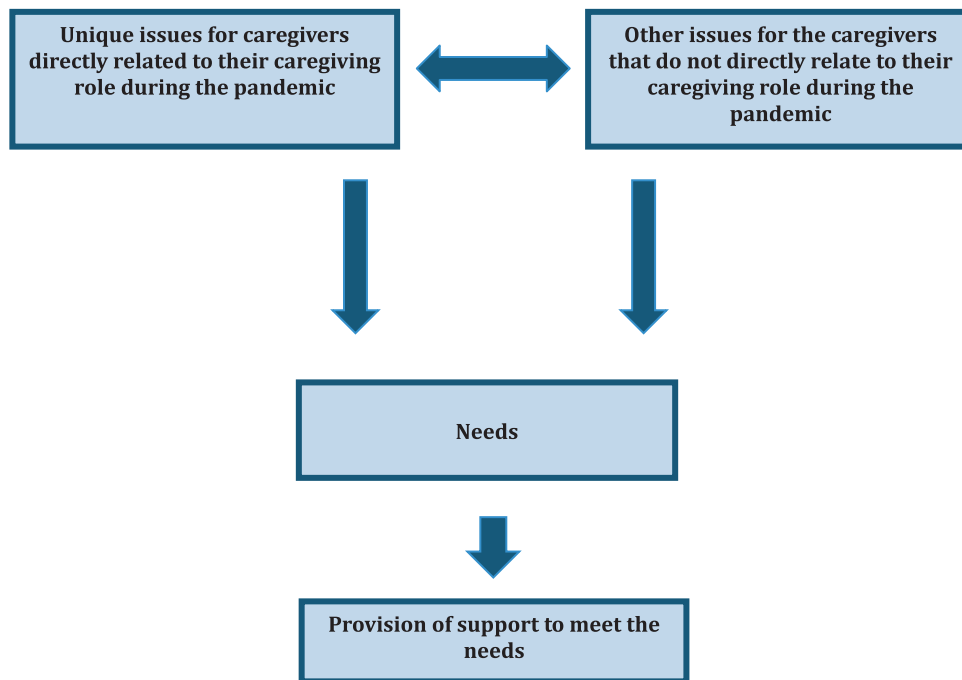 Unique issues for caregivers
directly related to their caregiving
role during the pandemic
Other issues for the caregivers
that do not directly relate to their
caregiving role during the
pandemic
Needs
Provision of support to meet the
needs